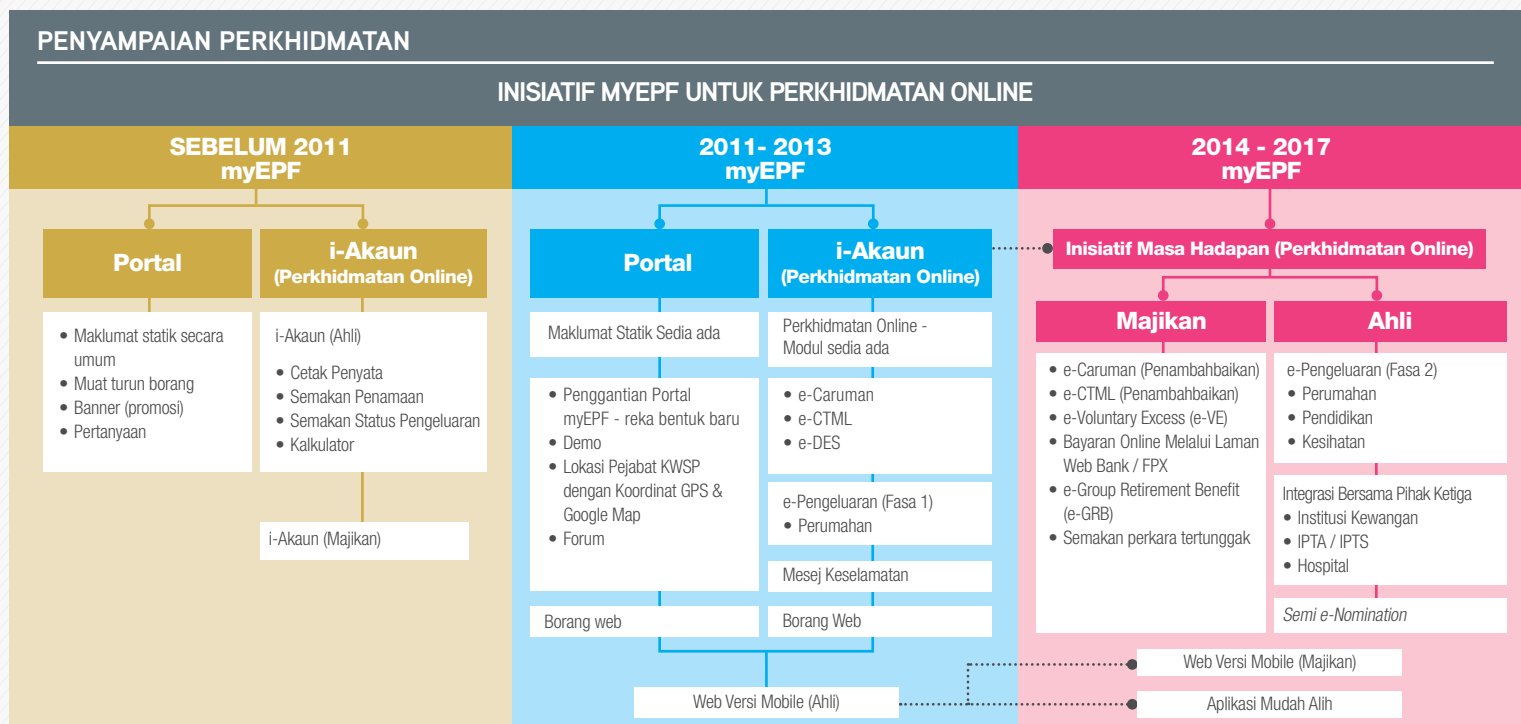 PENYAMPAIAN PERKHIDMATAN
INISIATIF MYEPF UNTUK PERKHIDMATAN ONLINE
SEBELUM 2011
myEPF
Portal
• Maklumat statik secara
umum
• Muat turun borang
• Banner (promosi)
• Pertanyaan
i-Akaun
(Perkhidmatan Online)
i-Akaun (Ahli)
• Cetak Penyata
• Semakan Penamaan
• Semakan Status Pengeluaran
• Kalkulator
i-Akaun (Majikan)
2011- 2013
myEPF
Portal
Maklumat Statik Sedia ada
• Penggantian Portal
myEPF - reka bentuk baru
• Demo
• Lokasi Pejabat KWSP
dengan Koordinat GPS &
Google Map
• Forum
Borang web
i-Akaun
(Perkhidmatan Online)
Perkhidmatan Online -
Modul sedia ada
• e-Caruman
• e-CTML
• e-DES
e-Pengeluaran (Fasa 1)
• Perumahan
Mesej Keselamatan
Borang Web
Web Versi Mobile (Ahli)
2014 - 2017
myEPF
Inisiatif Masa Hadapan (Perkhidmatan Online)
Majikan
• e-Caruman (Penambahbaikan)
• e-CTML (Penambahbaikan)
• e-Voluntary Excess (e-VE)
• Bayaran Online Melalui Laman
Web Bank / FPX
• e-Group Retirement Benefit
(e-GRB)
• Semakan perkara tertunggak
Ahli
e-Pengeluaran (Fasa 2)
• Perumahan
• Pendidikan
• Kesihatan
Integrasi Bersama Pihak Ketiga
• Institusi Kewangan
• IPTA / IPTS
• Hospital
Semi e-Nomination
Web Versi Mobile (Majikan)
Aplikasi Mudah Alih